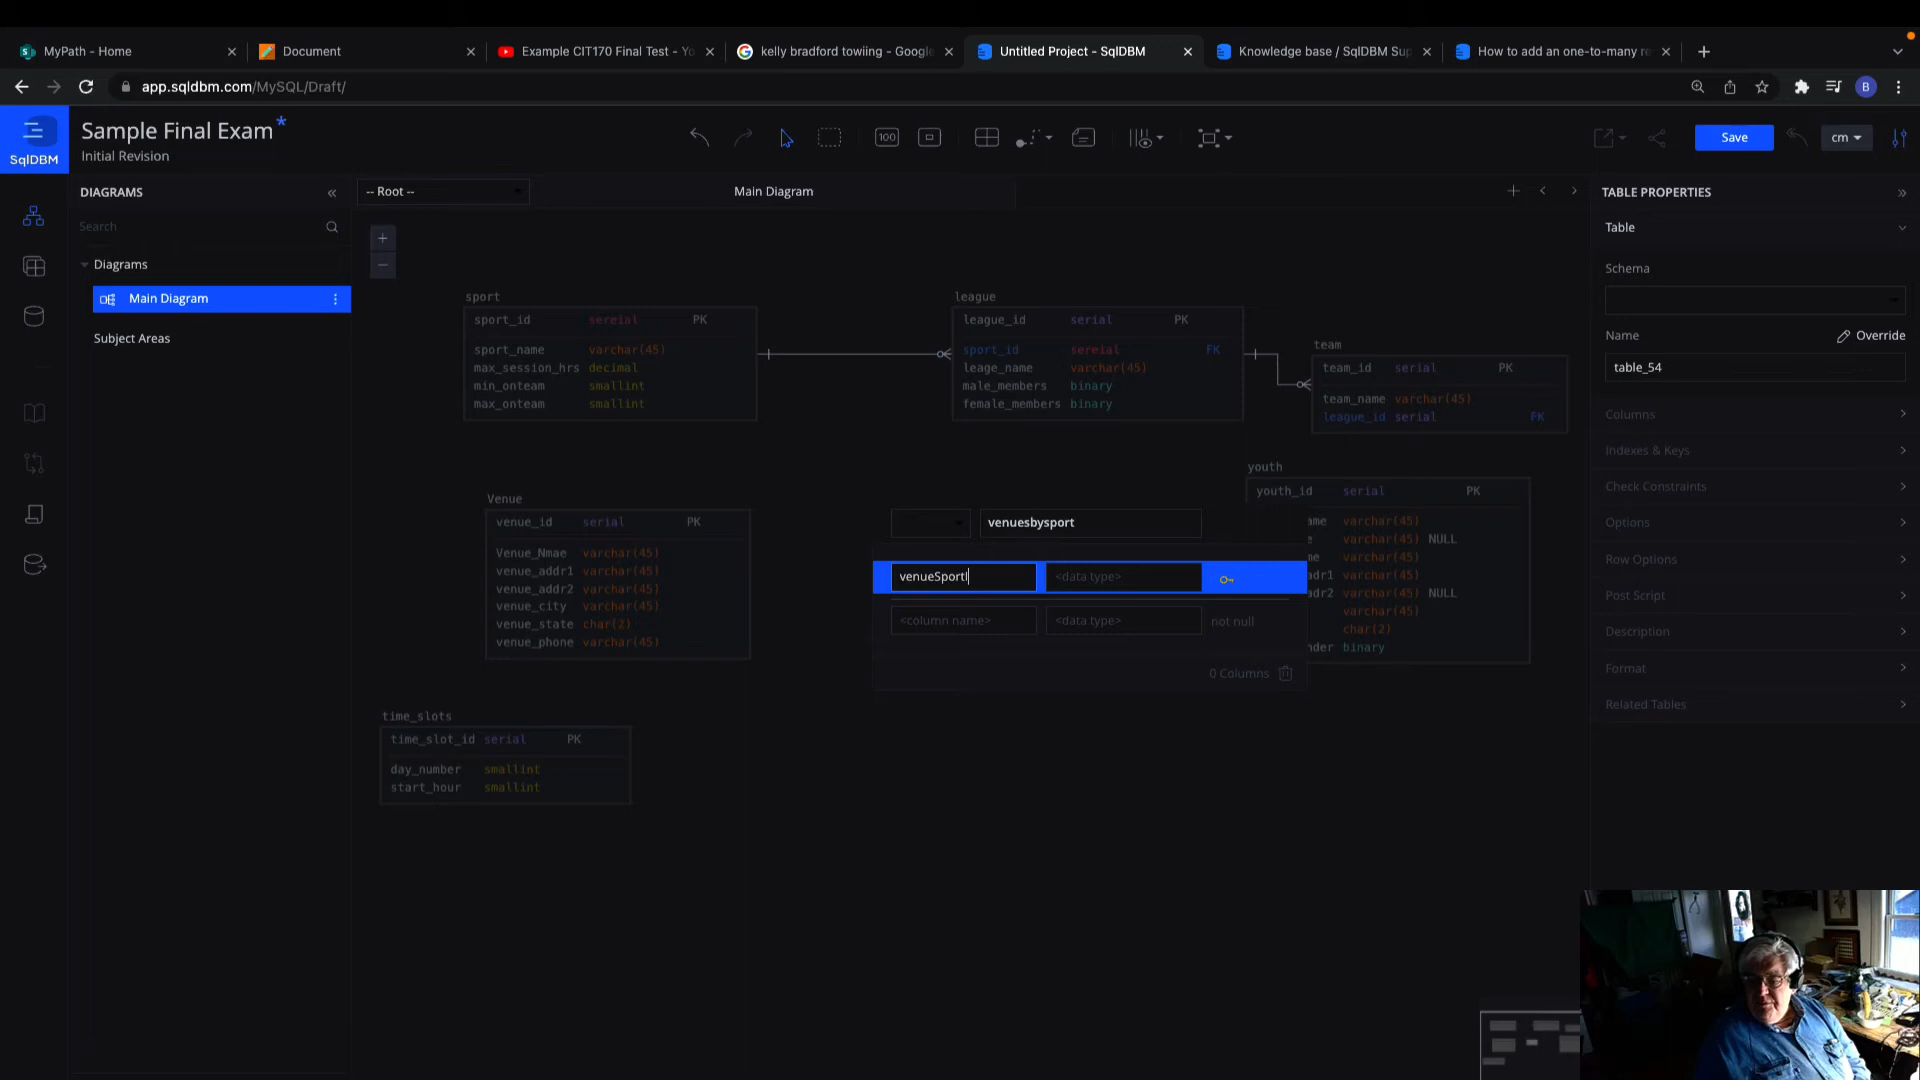 MyPath - Home
Document
Example CIT170 Final Test - Yo
kelly bradford towiing - Google
Untitled Project - SqlDBM
Knowledge base / SqlDBM Sup
How to add an one-to-many re
app.sqldbm.com/MySQL/Draft/
B
SqlDBM
Sample Final Exam*
Initial Revision
100
Save
cm
DIAGRAMS
Search
Diagrams
Main Diagram
Subject Areas
-- Root --
Main Diagram
sport
sport_id sereial PK
sport_name varchar(45)
max_session_hrs decimal
min_onteam smallint
max_onteam smallint
league
league_id serial PK
sport_id sereial FK
leage_name varchar(45)
male_members binary
female_members binary
team
team_id serial PK
team_name varchar(45)
league_id serial FK
Venue
venue_id serial PK
Venue_Nmae varchar(45)
venue_addr1 varchar(45)
venue_addr2 varchar(45)
venue_city varchar(45)
venue_state char(2)
venue_phone varchar(45)
venuesbysport
venueSportI
<data type>
<column name>
<data type>
not null
0 Columns
youth
youth_id serial PK
ame varchar(45)
varchar(45) NULL
me varchar(45)
dr1 varchar(45)
dr2 varchar(45) NULL
varchar(45)
char(2)
nder binary
time_slots
time_slot_id serial PK
day_number smallint
start_hour smallint
TABLE PROPERTIES
Table
Schema
Name
Override
table_54
Columns
Indexes & Keys
Check Constraints
Options
Row Options
Post Script
Description
Format
Related Tables